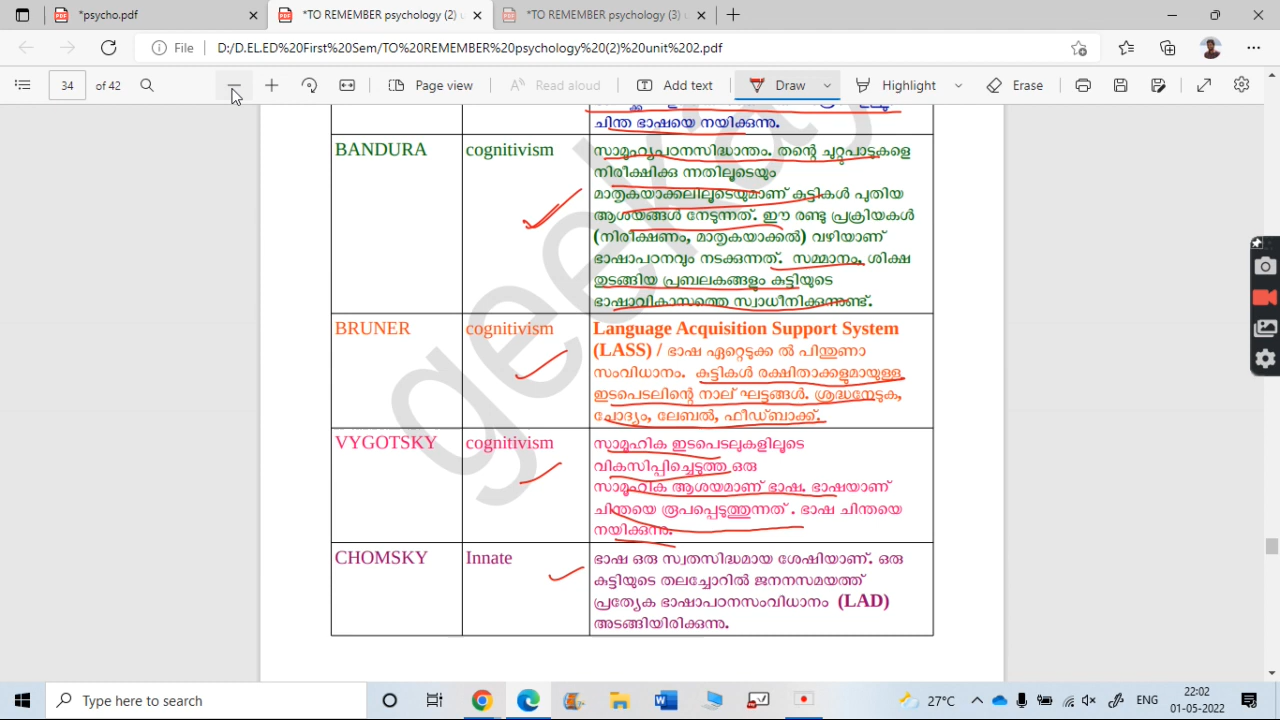 *psycho.pdf
*TO REMEMBER psychology (2) u
*TO REMEMBER psychology (3) u
File
D:/D.EL.ED%20First%20Sem/TO%20REMEMBER%20psychology%20(2)%20unit%202.pdf
34 of 42
Page view
Read aloud
Add text
Draw
Highlight
Erase
ചിന്ത ഭാഷയെ നയിക്കുന്നു.
BANDURA
cognitivism
സാമൂഹ്യപഠനസിദ്ധാന്തം. തന്റെ ചുറ്റുപാടുകളെ
നിരീക്ഷിക്കു ന്നതിലൂടെയും
മാതൃകയാക്കലിലൂടെയുമാണ് കുട്ടികൾ പുതിയ
ആശയങ്ങൾ നേടുന്നത്. ഈ രണ്ടു പ്രക്രിയകൾ
(നിരീക്ഷണം, മാതൃകയാക്കൽ) വഴിയാണ്
ഭാഷാപഠനവും നടക്കുന്നത്. സമ്മാനം, ശിക്ഷ
തുടങ്ങിയ പ്രബലകങ്ങളും കുട്ടിയുടെ
ഭാഷാവികാസത്തെ സ്വാധീനിക്കുന്നുണ്ട്.
BRUNER
cognitivism
Language Acquisition Support System
(LASS) / ഭാഷ ഏറ്റെടുക്ക ൽ പിന്തുണാ
സംവിധാനം. കുട്ടികൾ രക്ഷിതാക്കളുമായുള്ള
ഇടപെടലിന്റെ നാല് ഘട്ടങ്ങൾ. ശ്രദ്ധനേടുക,
ചോദ്യം, ലേബൽ, ഫീഡ്ബാക്ക്.
VYGOTSKY
cognitivism
സാമൂഹിക ഇടപെടലുകളിലൂടെ
വികസിപ്പിച്ചെടുത്ത ഒരു
സാമൂഹിക ആശയമാണ് ഭാഷ. ഭാഷയാണ്
ചിന്തയെ രൂപപ്പെടുത്തുന്നത് . ഭാഷ ചിന്തയെ
നയിക്കുന്നു.
CHOMSKY
Innate
ഭാഷ ഒരു സ്വതസിദ്ധമായ ശേഷിയാണ്. ഒരു
കുട്ടിയുടെ തലച്ചോറിൽ ജനനസമയത്ത്
പ്രത്യേക ഭാഷാപഠനസംവിധാനം (LAD)
അടങ്ങിയിരിക്കുന്നു.
Type here to search
27°C
ENG
22:02
01-05-2022